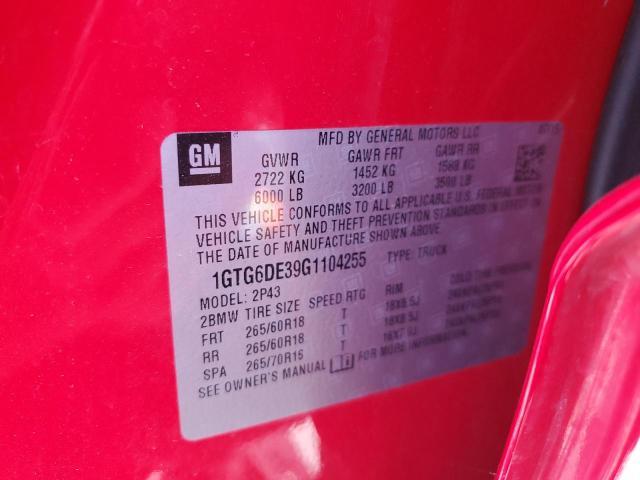 MFD BY GENERAL MOTORS LLC
GM
GVWR GAWR FRT GAWR RR
2722 KG 1452 KG 1588 KG
6000 LB 3200 LB 3500 LB
THIS VEHICLE CONFORMS TO ALL APPLICABLE U.S. FEDERAL MOTOR
VEHICLE SAFETY AND THEFT PREVENTION STANDARDS IN EFFECT ON
THE DATE OF MANUFACTURE SHOWN ABOVE.
1GTG6DE39G1104255 TYPE: TRUCK
MODEL: 2P43
2BMW TIRE SIZE SPEED RTG RIM
FRT 265/60R18 T 18X8.5J
RR 265/60R18 T 18X8.5J
SPA 265/70R16 T
SEE OWNER'S MANUAL FOR MORE INFORMATION.